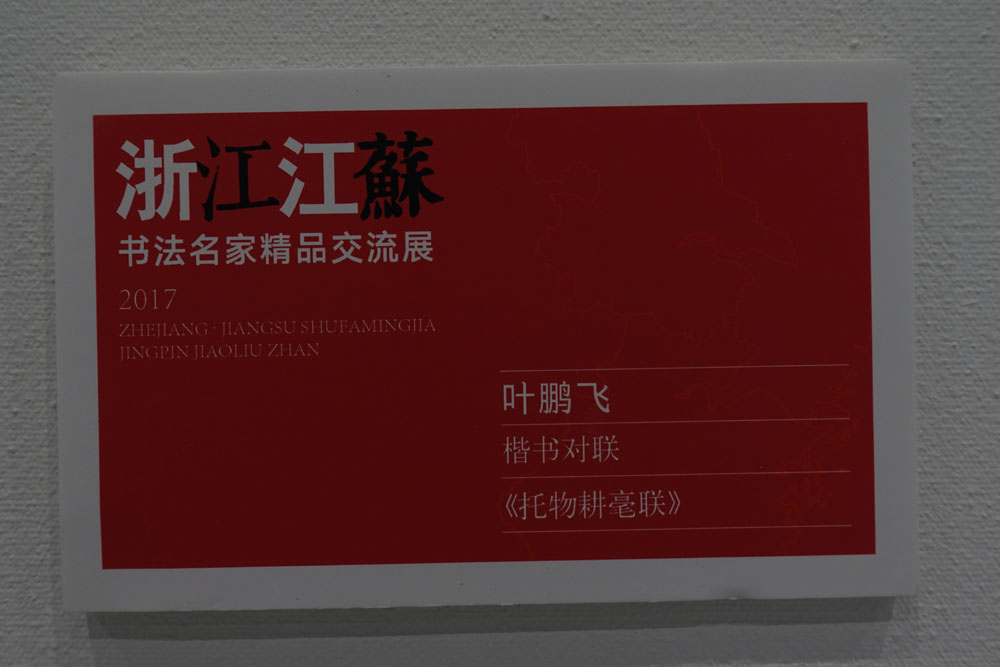 浙江江蘇
书法名家精品交流展
2017
ZHEJIANG · JIANGSU SHUFAMINGJIA
JINGPIN JIAOLIU ZHAN
叶鹏飞
楷书对联
《托物耕毫联》